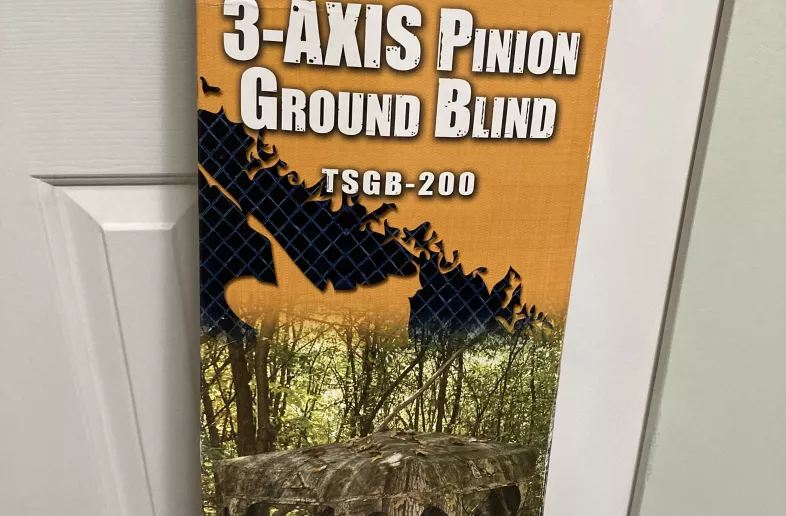 3-AXIS PINION
GROUND BLIND
TSGB-200